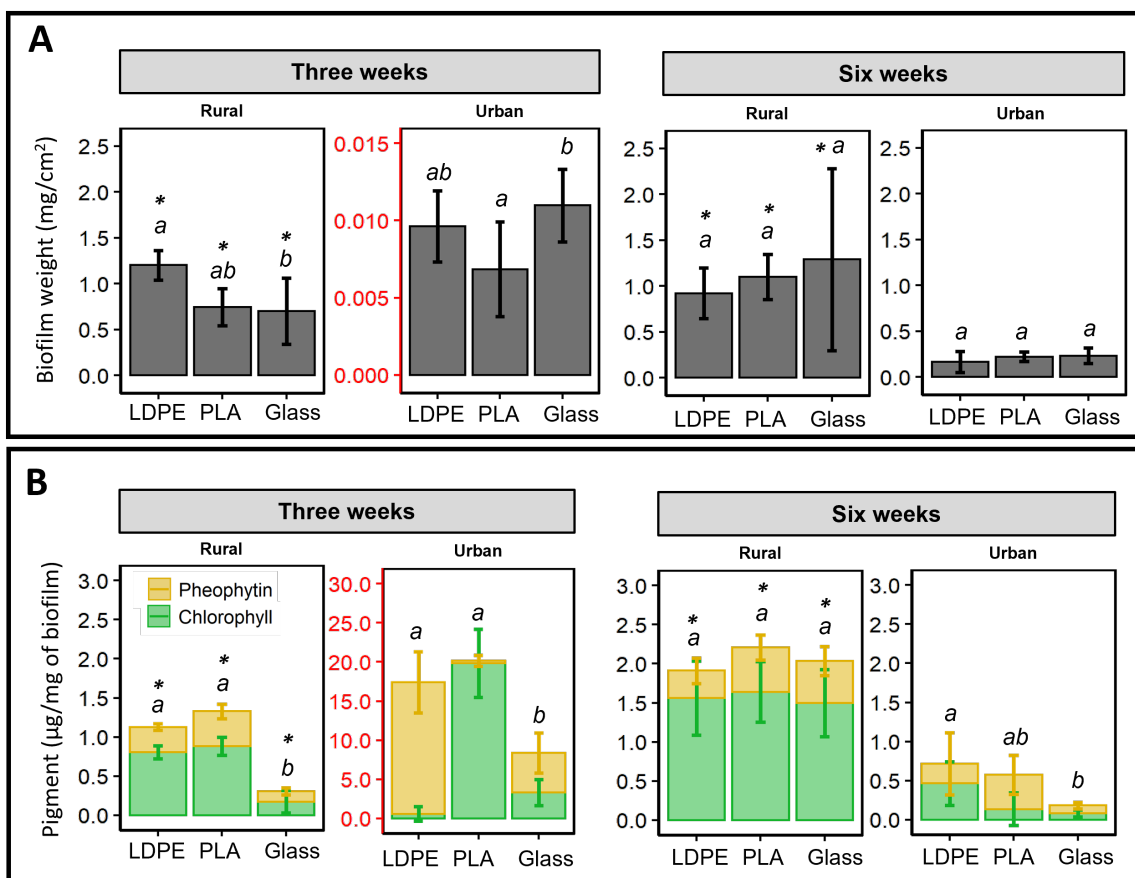 A
Three weeks
Six weeks
Rural
Urban
Rural
Urban
Biofilm weight (mg/cm²)
2.5
2.0
1.5
1.0
0.5
0.0
*
a
*
ab
*
b
LDPE PLA Glass
0.015
0.010
0.005
0.000
ab
a
b
LDPE PLA Glass
2.5
2.0
1.5
1.0
0.5
0.0
*
a
*
a
* a
LDPE PLA Glass
2.5
2.0
1.5
1.0
0.5
0.0
a
a
a
LDPE PLA Glass
B
Three weeks
Six weeks
Rural
Urban
Rural
Urban
Pigment (µg/mg of biofilm)
3.0
2.5
2.0
1.5
1.0
0.5
0.0
Pheophytin
Chlorophyll
*
a
*
a
*
b
LDPE PLA Glass
30.0
25.0
20.0
15.0
10.0
5.0
0.0
a
a
b
LDPE PLA Glass
3.0
2.5
2.0
1.5
1.0
0.5
0.0
*
a
*
a
*
a
LDPE PLA Glass
3.0
2.5
2.0
1.5
1.0
0.5
0.0
a
ab
b
LDPE PLA Glass